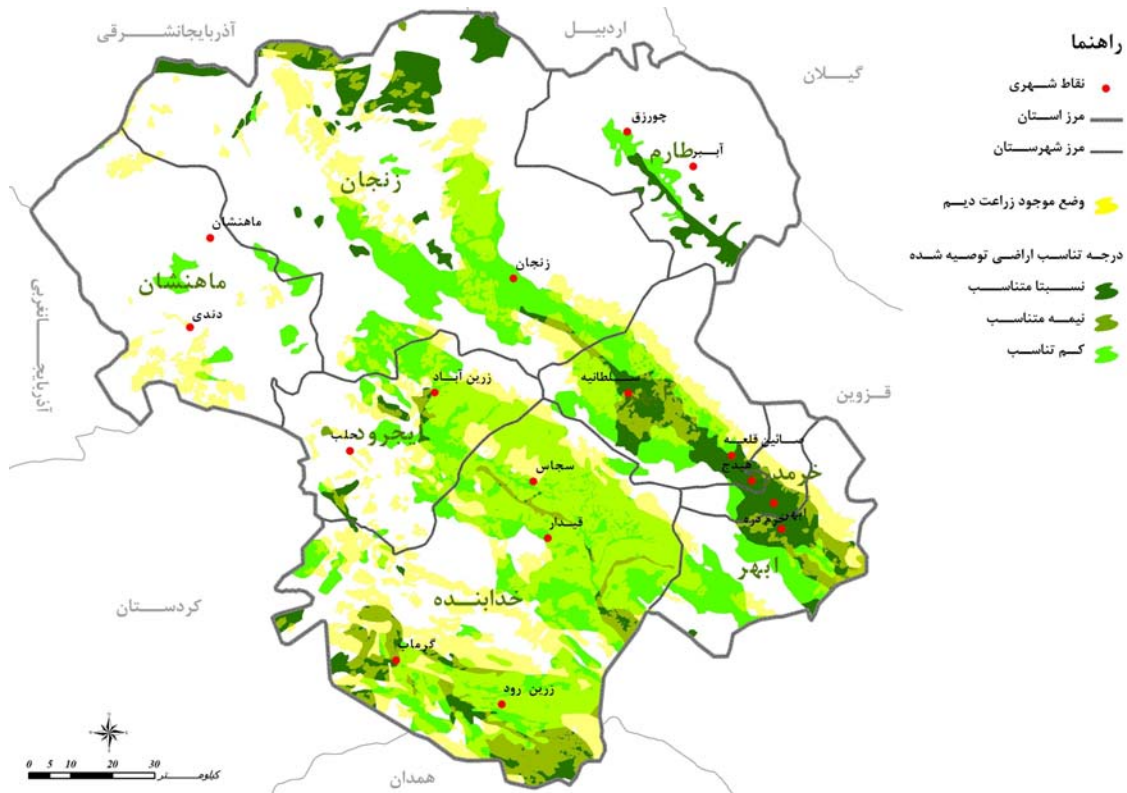 راهنما
نقاط شهری
مرز استان
مرز شهرستان
وضع موجود زراعت دیم
درجه تناسب اراضی توصیه شده
نسبتا متناسب
نیمه متناسب
کم تناسب
آذربایجانشرقی
اردبیل
گیلان
چورزق
آببر
طارم
زنجان
ماهنشان
زنجان
ماهنشان
دندی
آذربایجانغربی
قزوین
سلطانیه
زرین آباد
ایجرود
حلب
صائین قلعه
هیدج
خرمدره
سجاس
ابهر
خرم دره
قیدار
ابهر
خدابنده
کردستان
گرماب
زرین رود
همدان
0 5 10 20 30
کیلومتر